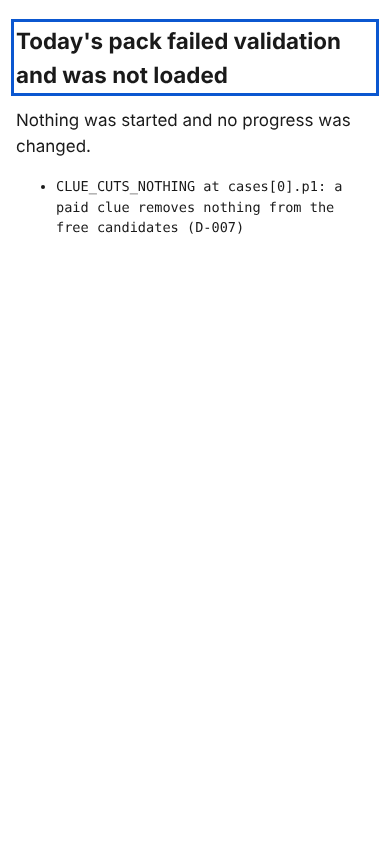 Today's pack failed validation
and was not loaded
Nothing was started and no progress was
changed.
• CLUE_CUTS_NOTHING at cases[0].p1: a
paid clue removes nothing from the
free candidates (D-007)